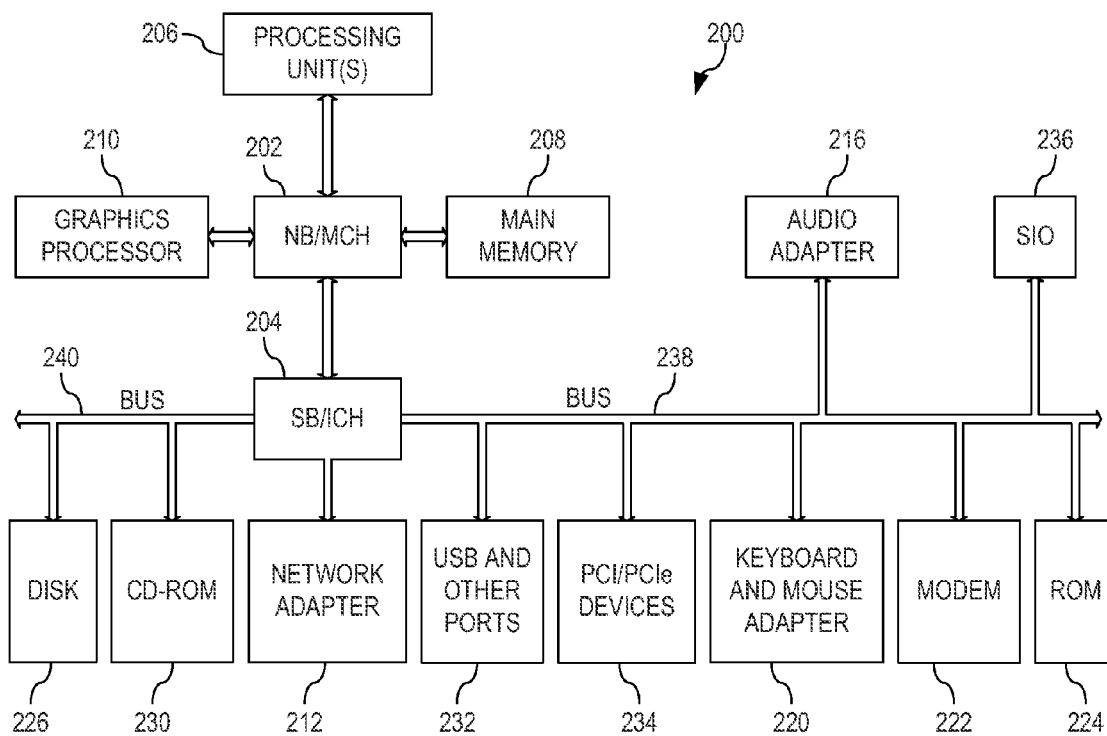 206
PROCESSING
UNIT(S)
200
210
202
208
216
236
GRAPHICS
PROCESSOR
NB/MCH
MAIN
MEMORY
AUDIO
ADAPTER
SIO
204
240
238
BUS
SB/ICH
BUS
DISK
CD-ROM
NETWORK
ADAPTER
USB AND
OTHER
PORTS
PCI/PCIe
DEVICES
KEYBOARD
AND MOUSE
ADAPTER
MODEM
ROM
226
230
212
232
234
220
222
224